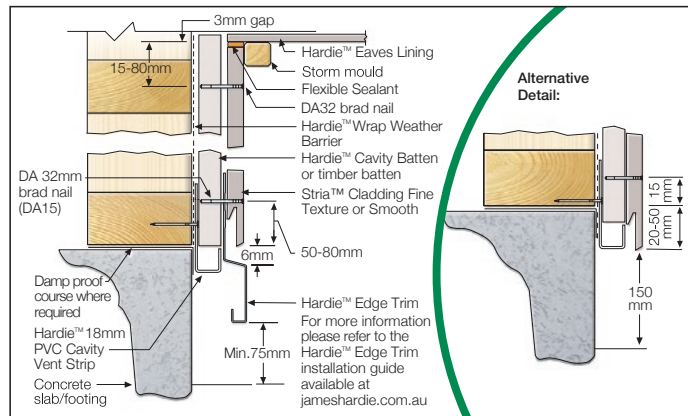 3mm gap
15-80mm
Hardie™ Eaves Lining
Storm mould
Flexible Sealant
DA32 brad nail
Hardie™ Wrap Weather
Barrier
Hardie™ Cavity Batten
or timber batten
Stria™ Cladding Fine
Texture or Smooth
DA 32mm
brad nail
(DA15)
50-80mm
6mm
Damp proof
course where
required
Hardie™ 18mm
PVC Cavity
Vent Strip
Concrete
slab/footing
Min.75mm
Hardie™ Edge Trim
For more information
please refer to the
Hardie™ Edge Trim
installation guide
available at
jameshardie.com.au
Alternative
Detail:
15
mm
20-50
mm
150
mm